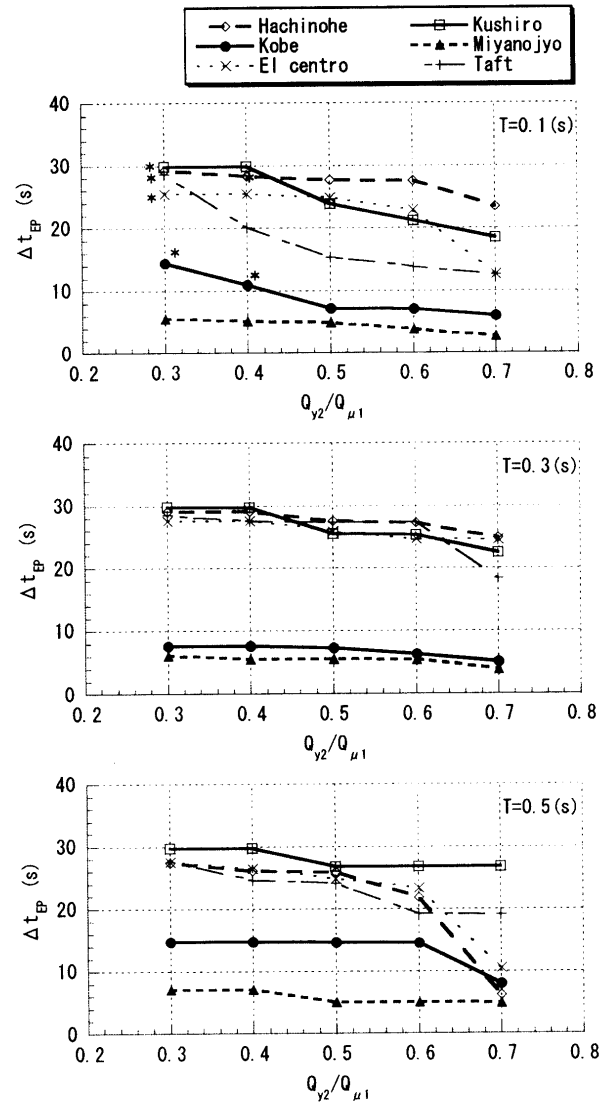 Hachinohe
Kushiro
Kobe
Miyanojyo
El centro
Taft
T=0.1(s)
40
30
20
10
0
Δt_EP (s)
* * * * * * *
0.2 0.3 0.4 0.5 0.6 0.7 0.8
Q_y2/Q_μ1
T=0.3(s)
40
30
20
10
0
Δt_EP (s)
0.2 0.3 0.4 0.5 0.6 0.7 0.8
Q_y2/Q_μ1
T=0.5(s)
40
30
20
10
0
Δt_EP (s)
0.2 0.3 0.4 0.5 0.6 0.7 0.8
Q_y2/Q_μ1